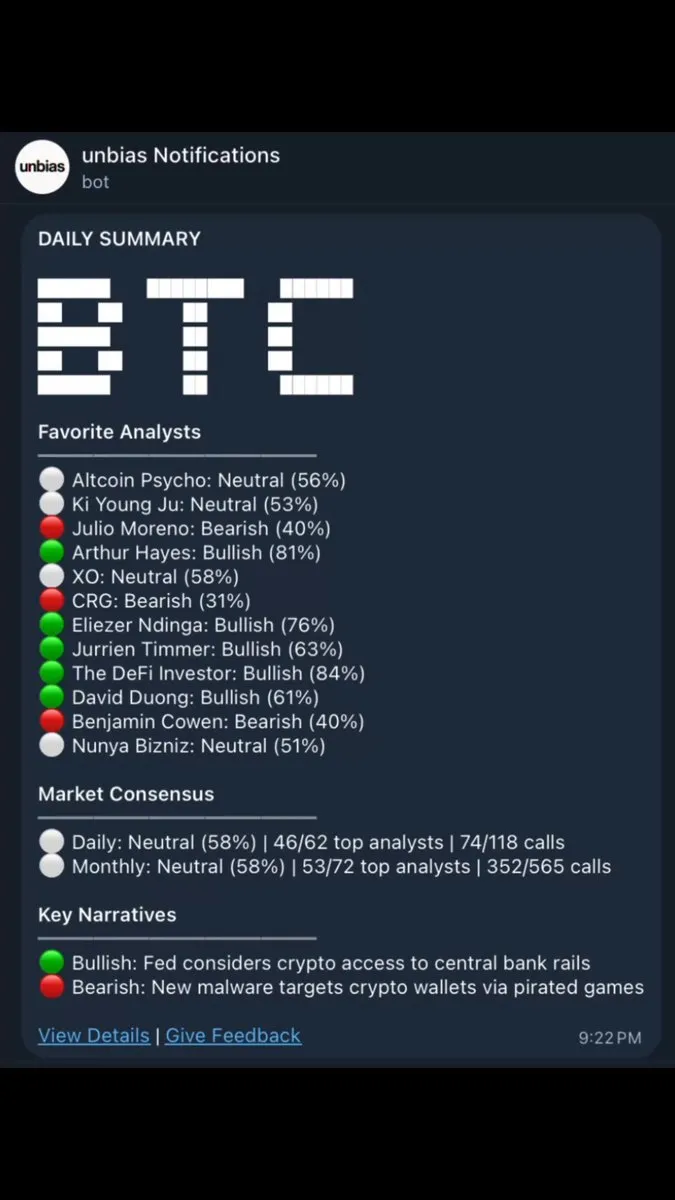 unbias
unbias Notifications
bot
DAILY SUMMARY
BTC
Favorite Analysts
⚪ Altcoin Psycho: Neutral (56%)
⚪ Ki Young Ju: Neutral (53%)
🔴 Julio Moreno: Bearish (40%)
🟢 Arthur Hayes: Bullish (81%)
⚪ XO: Neutral (58%)
🔴 CRG: Bearish (31%)
🟢 Eliezer Ndinga: Bullish (76%)
🟢 Jurrien Timmer: Bullish (63%)
🟢 The DeFi Investor: Bullish (84%)
🟢 David Duong: Bullish (61%)
🔴 Benjamin Cowen: Bearish (40%)
⚪ Nunya Bizniz: Neutral (51%)
Market Consensus
⚪ Daily: Neutral (58%) | 46/62 top analysts | 74/118 calls
⚪ Monthly: Neutral (58%) | 53/72 top analysts | 352/565 calls
Key Narratives
🟢 Bullish: Fed considers crypto access to central bank rails
🔴 Bearish: New malware targets crypto wallets via pirated games
View Details | Give Feedback
9:22 PM